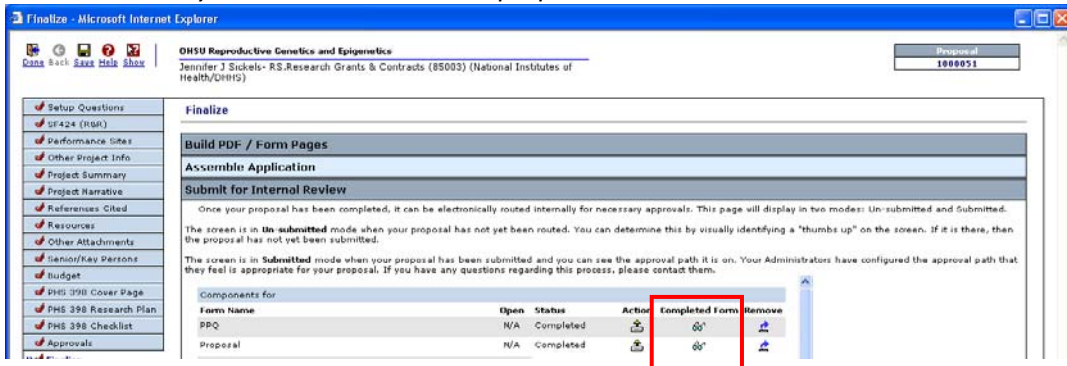 Finalize - Microsoft Internet Explorer
Done Back Save Help Show
OHSU Reproductive Genetics and Epigenetics
Jennifer J Sickels- RS.Research Grants & Contracts (85003) (National Institutes of
Health/DHHS)
Proposal
1000051
Setup Questions
SF424 (R&R)
Performance Sites
Other Project Info
Project Summary
Project Narrative
References Cited
Resources
Other Attachments
Senior/Key Persons
Budget
PHS 398 Cover Page
PHS 398 Research Plan
PHS 398 Checklist
Approvals
Finalize
Finalize
Build PDF / Form Pages
Assemble Application
Submit for Internal Review
Once your proposal has been completed, it can be electronically routed internally for necessary approvals. This page will display in two modes: Un-submitted and Submitted.
The screen is in Un-submitted mode when your proposal has not yet been routed. You can determine this by visually identifying a "thumbs up" on the screen. If it is there, then
the proposal has not yet been submitted.
The screen is in Submitted mode when your proposal has been submitted and you can see the approval path it is on. Your Administrators have configured the approval path that
they feel is appropriate for your proposal. If you have any questions regarding this process, please contact them.
Components for
Form Name Open Status Action Completed Form Remove
PPQ N/A Completed
Proposal N/A Completed